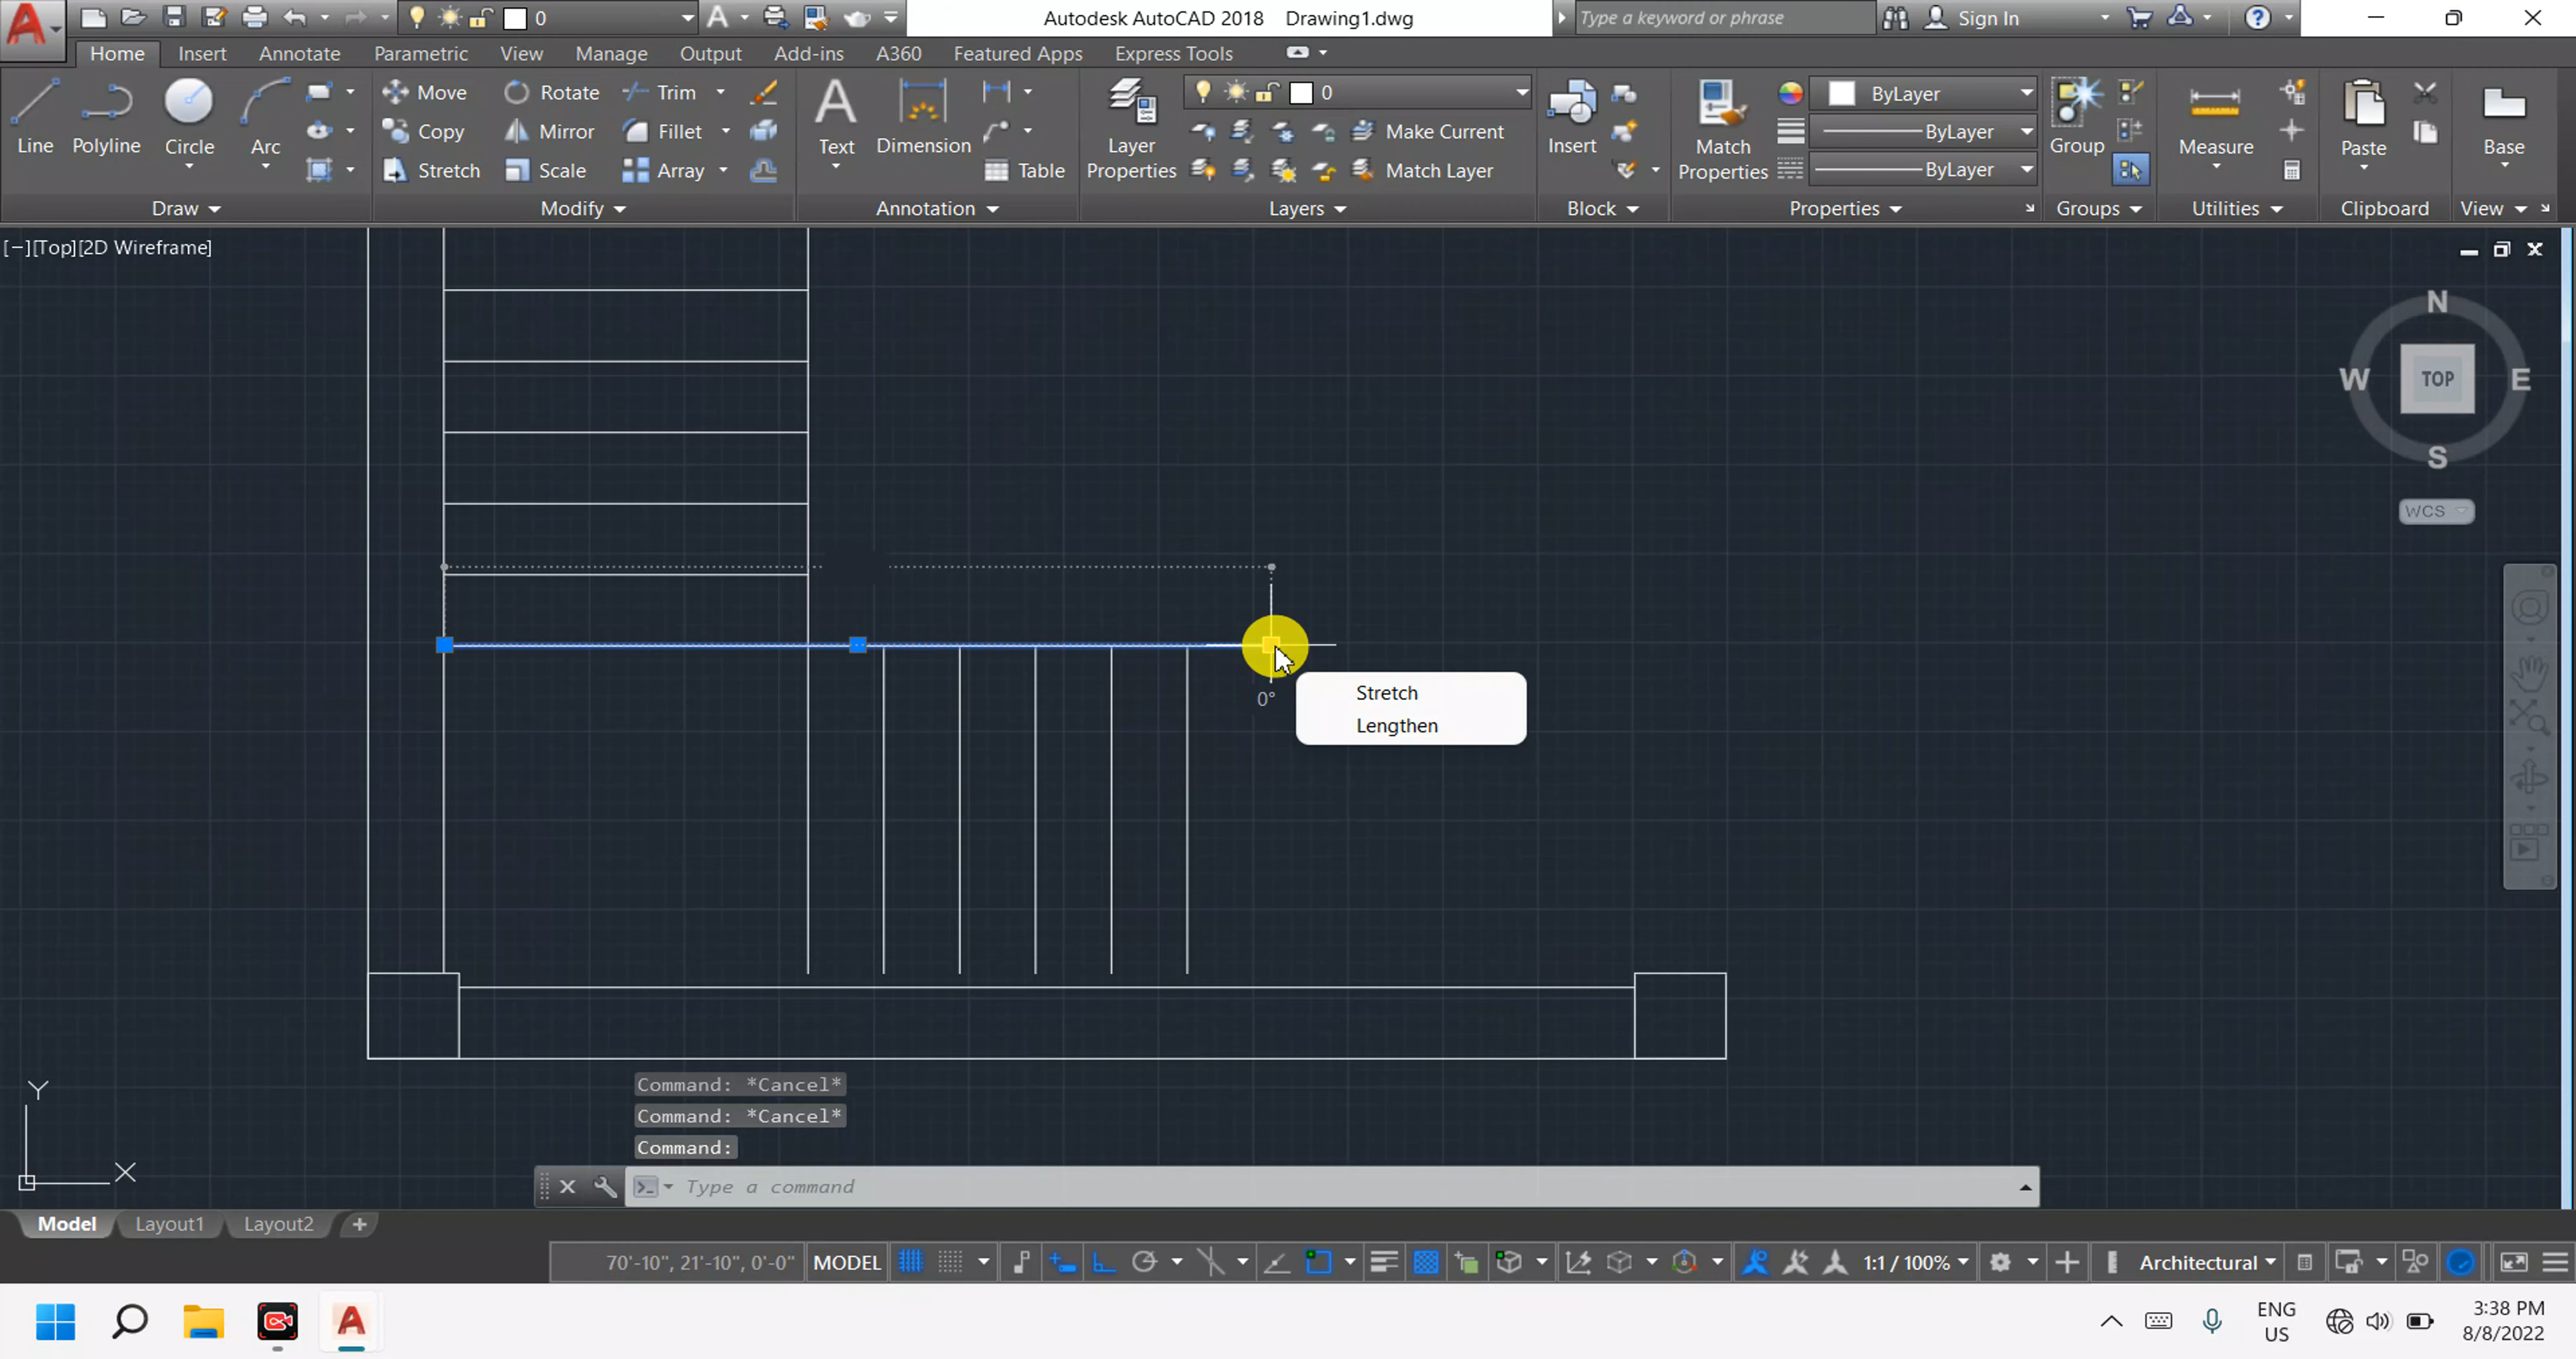 0
Autodesk AutoCAD 2018 Drawing1.dwg
Type a keyword or phrase
Sign In
Home Insert Annotate Parametric View Manage Output Add-ins A360 Featured Apps Express Tools
Line Polyline Circle Arc
Move Rotate Trim
Copy Mirror Fillet
Stretch Scale Array
Text Dimension
Table
Layer Properties
0
Make Current
Match Layer
Insert
Match Properties
ByLayer
ByLayer
ByLayer
Group
Measure
Paste
Base
Draw Modify Annotation Layers Block Properties Groups Utilities Clipboard View
[−][Top][2D Wireframe]
N
W TOP E
S
WCS
0°
Stretch
Lengthen
Command: *Cancel*
Command: *Cancel*
Command:
Y
X
Type a command
Model Layout1 Layout2 +
70'-10", 21'-10", 0'-0" MODEL 1:1 / 100% Architectural
ENG
US
3:38 PM
8/8/2022